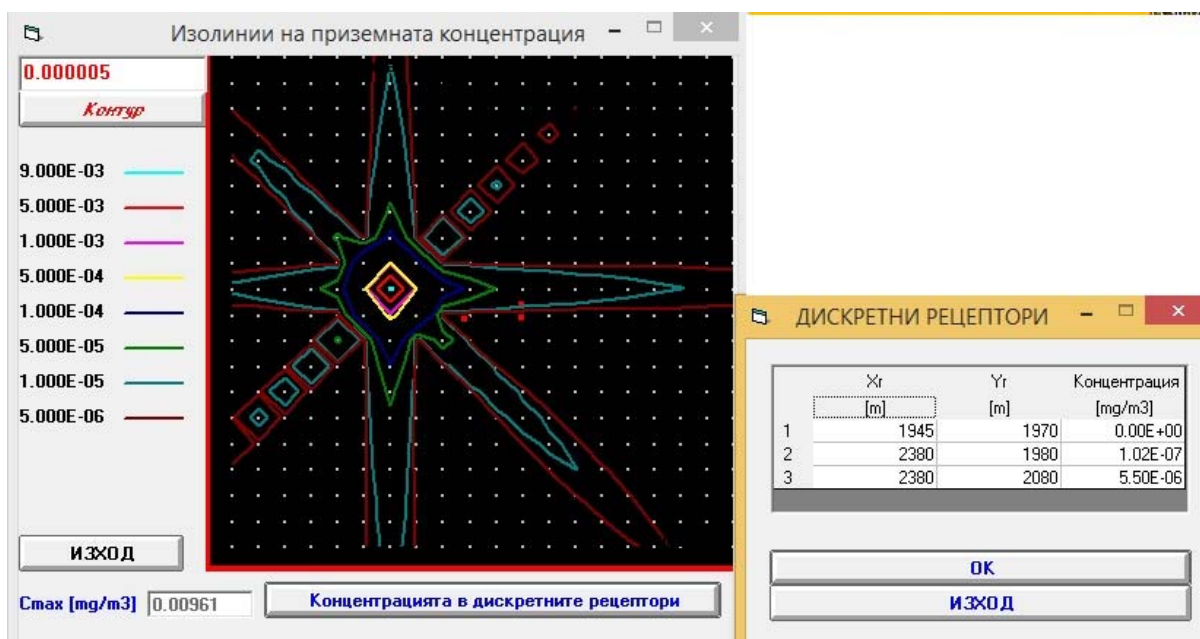 Изолинии на приземната концентрация
0.000005
Контур
9.000E-03
5.000E-03
1.000E-03
5.000E-04
1.000E-04
5.000E-05
1.000E-05
5.000E-06
ИЗХОД
Cmax [mg/m3] 0.00961
Концентрацията в дискретните рецептори
ДИСКРЕТНИ РЕЦЕПТОРИ
Xr Yr Концентрация
[m] [m] [mg/m3]
1 1945 1970 0.00E+00
2 2380 1980 1.02E-07
3 2380 2080 5.50E-06
OK
ИЗХОД